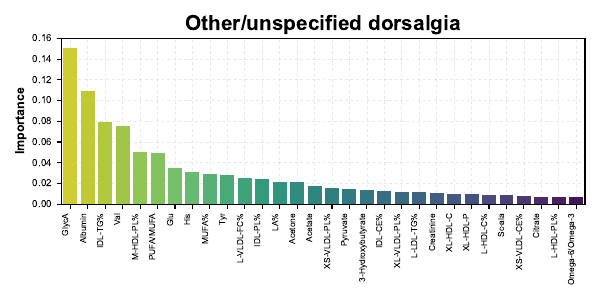 Other/unspecified dorsalgia
Importance
0.16
0.14
0.12
0.10
0.08
0.06
0.04
0.02
0.00
GlycA
Albumin
IDL-TG%
Val
M-HDL-PL%
PUFA/MUFA
Glu
His
MUFA%
Tyr
L-VLDL-FC%
IDL-PL%
LA%
Acetone
Acetate
XS-VLDL-PL%
Pyruvate
3-Hydroxybutyrate
IDL-CE%
XL-VLDL-PL%
L-LDL-TG%
Creatinine
XL-HDL-C
XL-HDL-P
L-HDL-C%
XS-VLDL-CE%
Citrate
L-HDL-PL%
Omega-6/Omega-3